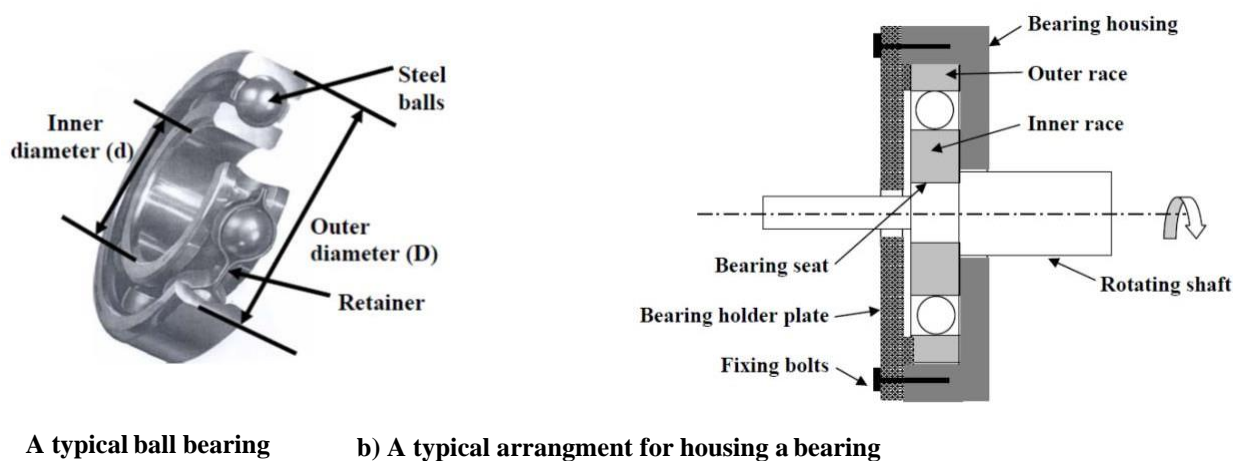 Steel
balls
Inner
diameter (d)
Outer
diameter (D)
Retainer
Bearing housing
Outer race
Inner race
Bearing seat
Rotating shaft
Bearing holder plate
Fixing bolts
A typical ball bearing
b) A typical arrangment for housing a bearing